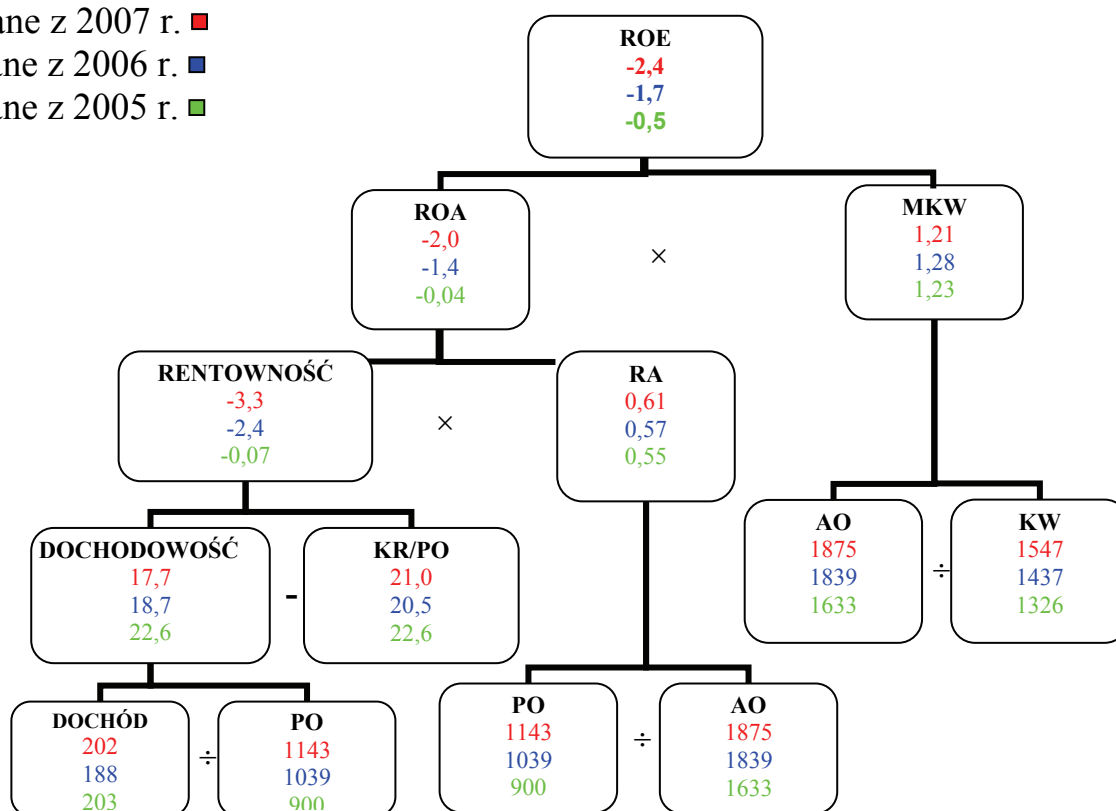 ane z 2007 r.
ane z 2006 r.
ane z 2005 r.
ROE
-2,4
-1,7
-0,5
ROA
-2,0
-1,4
-0,04
×
MKW
1,21
1,28
1,23
RENTOWNOŚĆ
-3,3
-2,4
-0,07
×
RA
0,61
0,57
0,55
DOCHODOWOŚĆ
17,7
18,7
22,6
-
KR/PO
21,0
20,5
22,6
AO
1875
1839
1633
÷
KW
1547
1437
1326
DOCHÓD
202
188
203
÷
PO
1143
1039
900
PO
1143
1039
900
÷
AO
1875
1839
1633